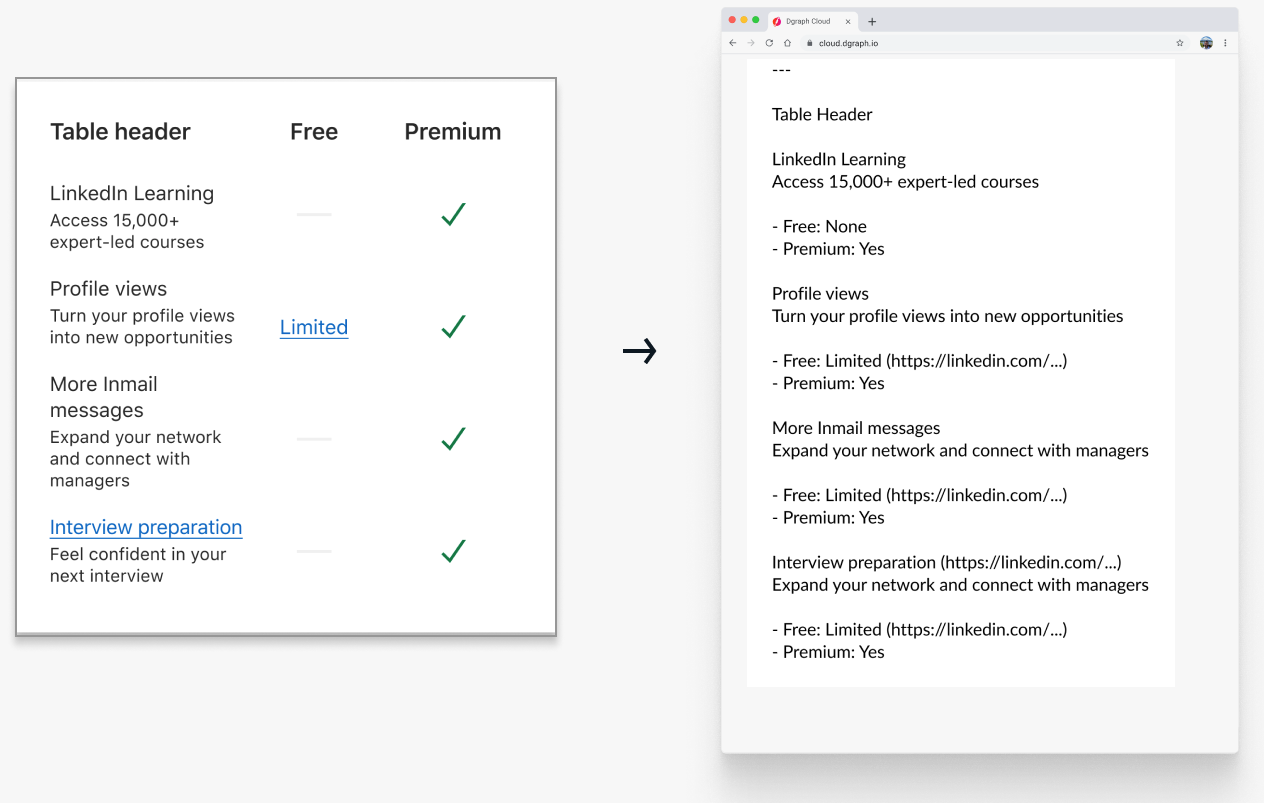 Table header Free Premium
LinkedIn Learning
Access 15,000+
expert-led courses
Profile views
Turn your profile views
into new opportunities
Limited
More Inmail
messages
Expand your network
and connect with
managers
Interview preparation
Feel confident in your
next interview
Dgraph Cloud
cloud.dgraph.io
---
Table Header
LinkedIn Learning
Access 15,000+ expert-led courses
- Free: None
- Premium: Yes
Profile views
Turn your profile views into new opportunities
- Free: Limited (https://linkedin.com/...)
- Premium: Yes
More Inmail messages
Expand your network and connect with managers
- Free: Limited (https://linkedin.com/...)
- Premium: Yes
Interview preparation (https://linkedin.com/...)
Expand your network and connect with managers
- Free: Limited (https://linkedin.com/...)
- Premium: Yes